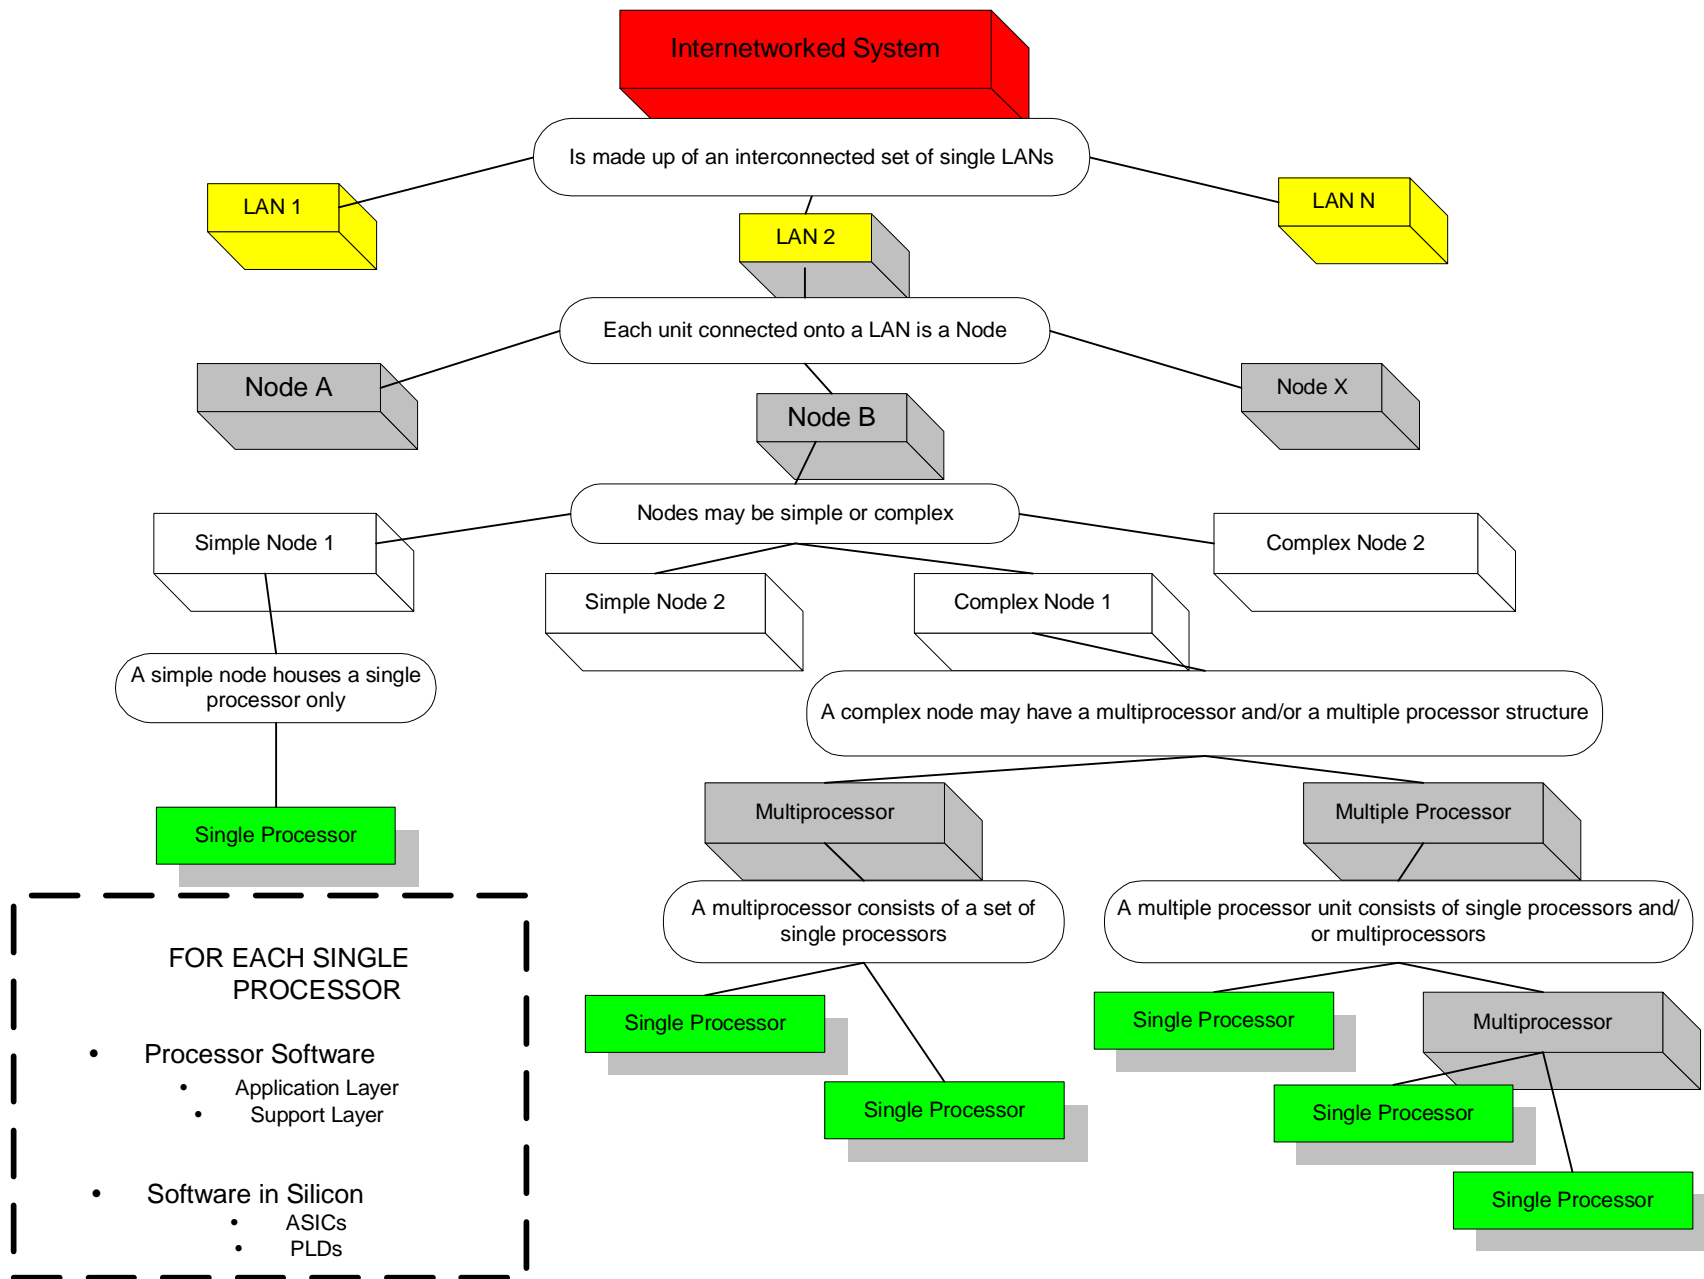 Internetworked System
Is made up of an interconnected set of single LANs
LAN 1
LAN N
LAN 2
Each unit connected onto a LAN is a Node
Node A
Node X
Node B
Nodes may be simple or complex
Simple Node 1
Complex Node 2
Simple Node 2
Complex Node 1
A simple node houses a single
processor only
A complex node may have a multiprocessor and/or a multiple processor structure
Single Processor
Multiprocessor
Multiple Processor
A multiprocessor consists of a set of
single processors
A multiple processor unit consists of single processors and/
or multiprocessors
Single Processor
Single Processor
Single Processor
Multiprocessor
Single Processor
Single Processor
FOR EACH SINGLE
PROCESSOR
• Processor Software
• Application Layer
• Support Layer
• Software in Silicon
• ASICs
• PLDs